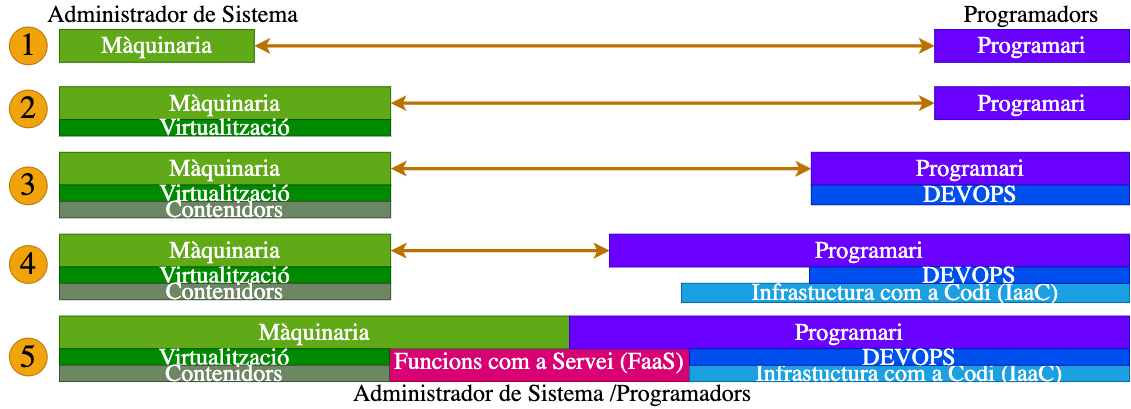 Administrador de Sistema
Programadors
1
Màquinaria
Programari
2
Màquinaria
Programari
Virtualització
3
Màquinaria
Programari
Virtualització
DEVOPS
Contenidors
4
Màquinaria
Programari
Virtualització
DEVOPS
Contenidors
Infrastuctura com a Codi (IaaC)
5
Màquinaria
Programari
Virtualització
Funcions com a Servei (FaaS)
DEVOPS
Contenidors
Infrastuctura com a Codi (IaaC)
Administrador de Sistema /Programadors